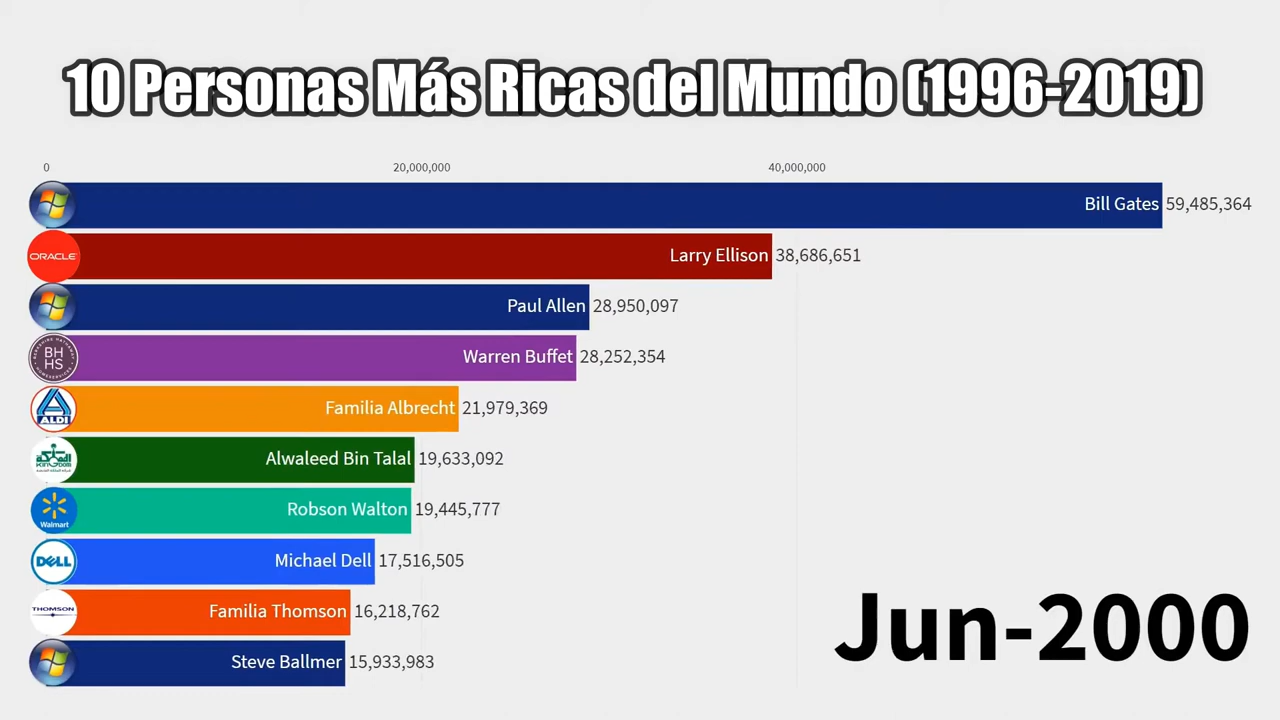 10 Personas Más Ricas del Mundo (1996-2019)
0 20,000,000 40,000,000
Bill Gates 59,485,364
ORACLE Larry Ellison 38,686,651
Paul Allen 28,950,097
BERKSHIRE HATHAWAY BH HS HOMESERVICES Warren Buffet 28,252,354
ALDI Familia Albrecht 21,979,369
Alwaleed Bin Talal 19,633,092
Walmart Robson Walton 19,445,777
DELL Michael Dell 17,516,505
THOMSON Familia Thomson 16,218,762
Steve Ballmer 15,933,983
Jun-2000